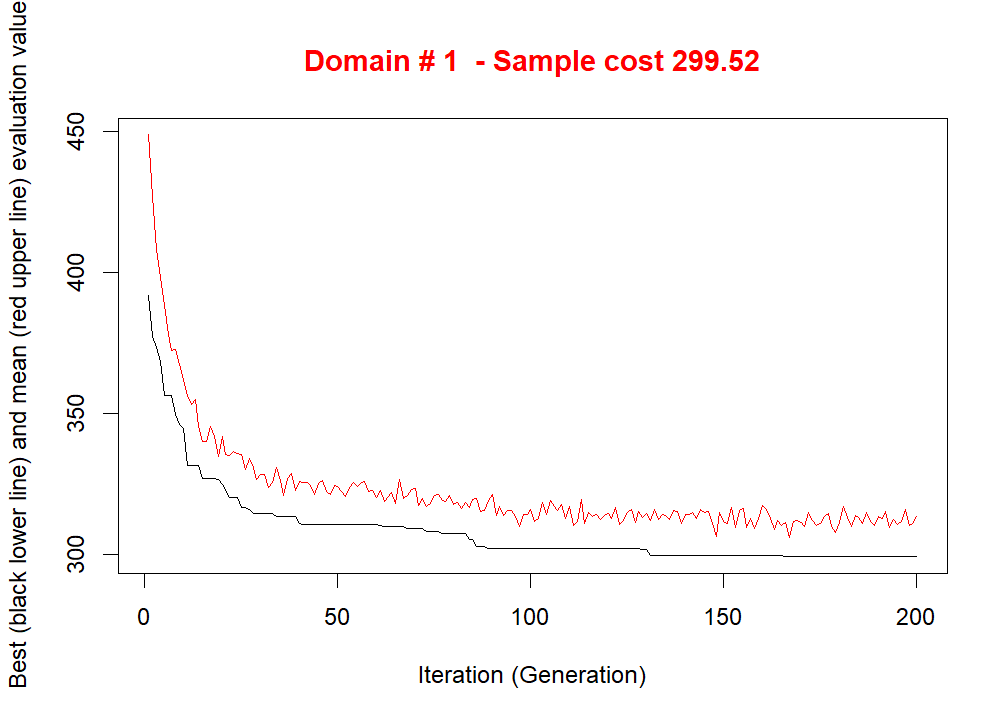 Domain # 1  - Sample cost 299.52
Best (black lower line) and mean (red upper line) evaluation value
450
400
350
300
0 50 100 150 200
Iteration (Generation)